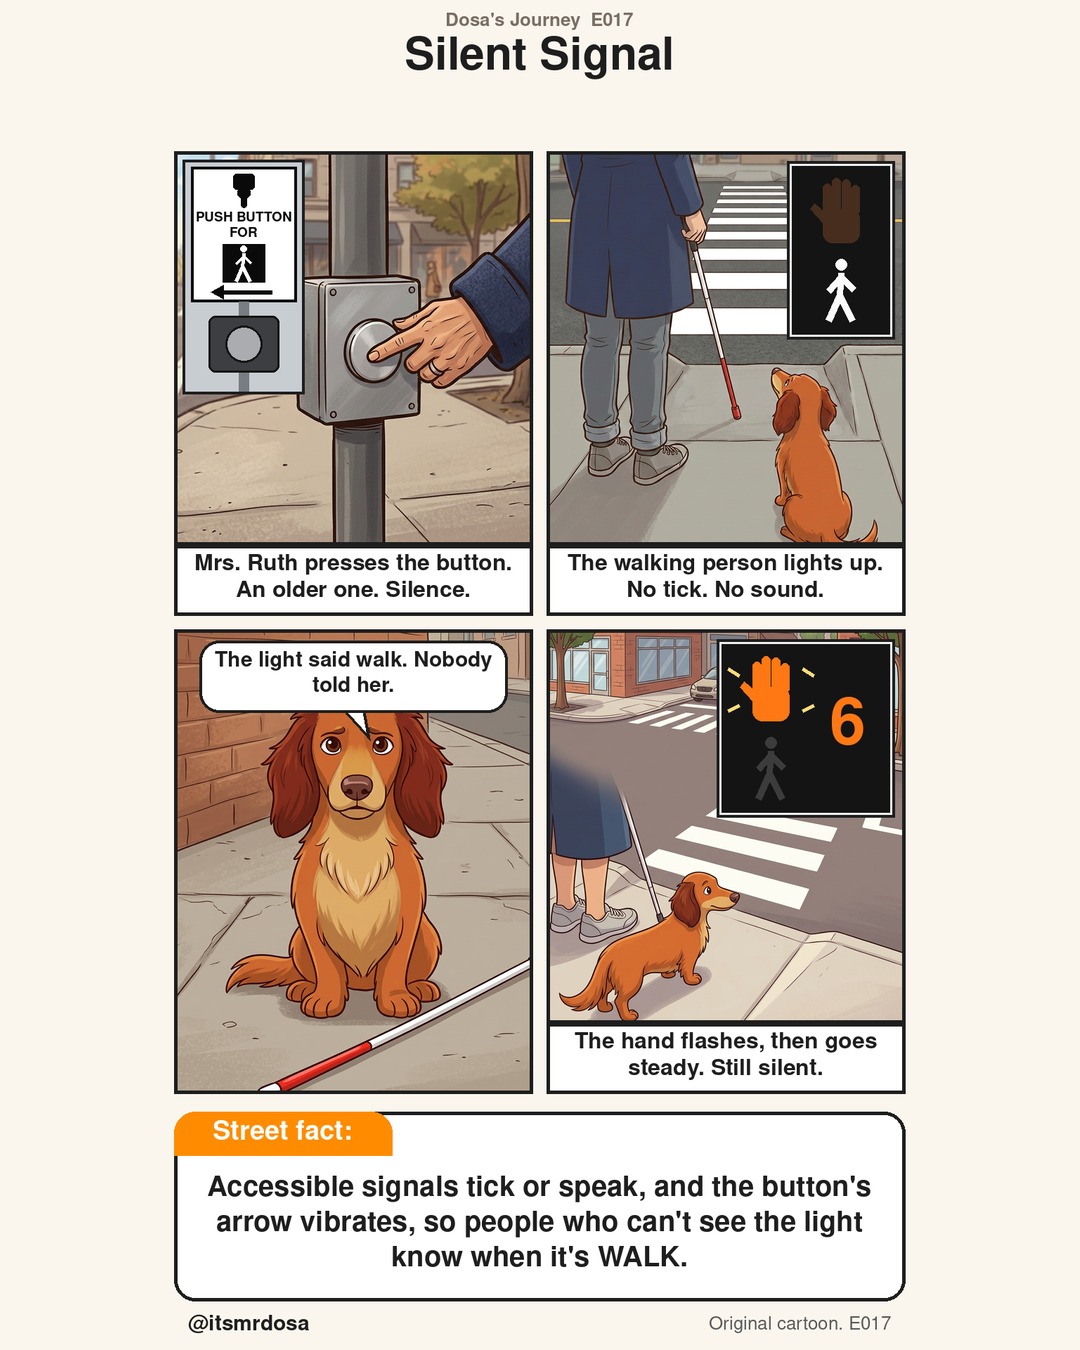 Dosa's Journey E017
Silent Signal
PUSH BUTTON
FOR
Mrs. Ruth presses the button.
An older one. Silence.
The walking person lights up.
No tick. No sound.
The light said walk. Nobody
told her.
6
The hand flashes, then goes
steady. Still silent.
Street fact:
Accessible signals tick or speak, and the button's
arrow vibrates, so people who can't see the light
know when it's WALK.
@itsmrdosa
Original cartoon. E017